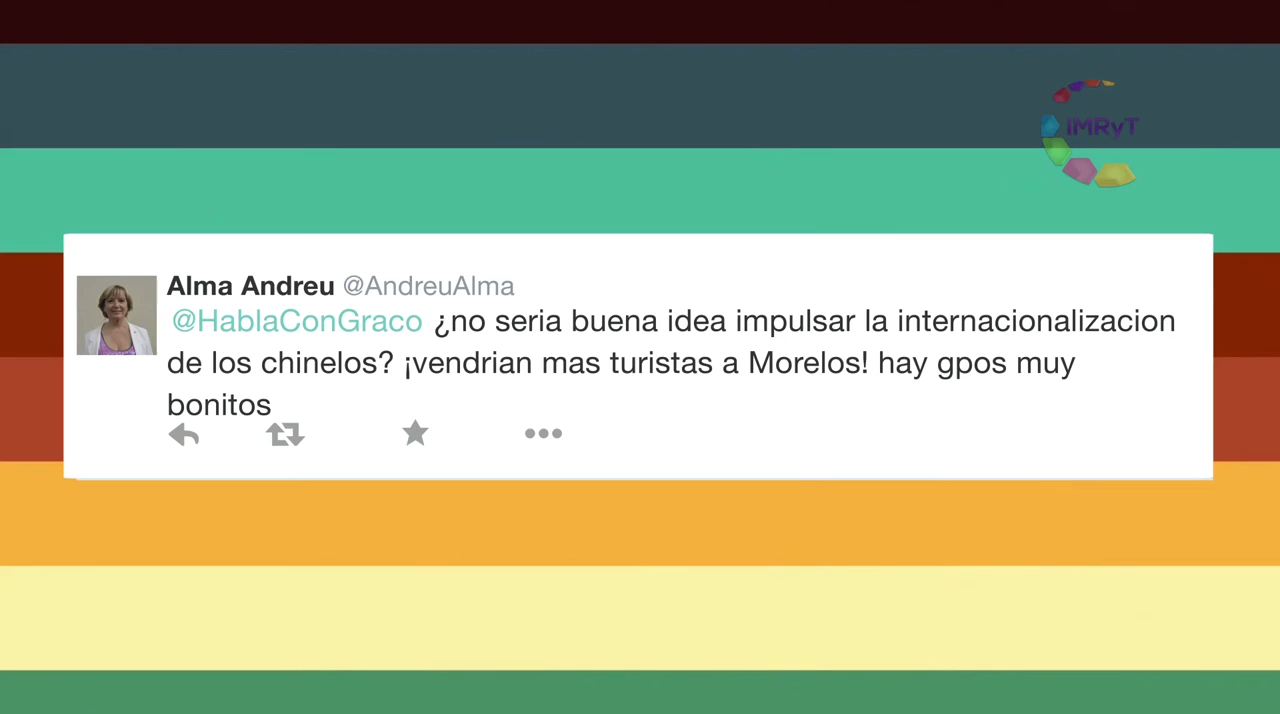 IMRyT
Alma Andreu @AndreuAlma
@HablaConGraco ¿no seria buena idea impulsar la internacionalizacion
de los chinelos? ¡vendrian mas turistas a Morelos! hay gpos muy
bonitos